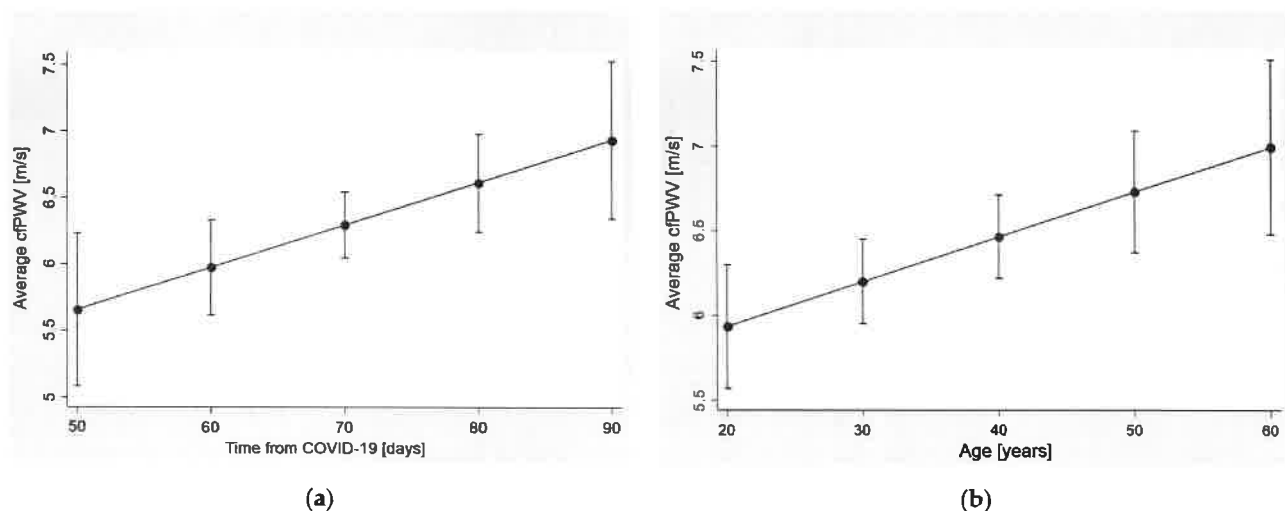 Average cfPWV [m/s]
7.5
7
6.5
6
5.5
5
50 60 70 80 90
Time from COVID-19 [days]
(a)
Average cfPWV [m/s]
7.5
7
6.5
6
5.5
20 30 40 50 60
Age [years]
(b)